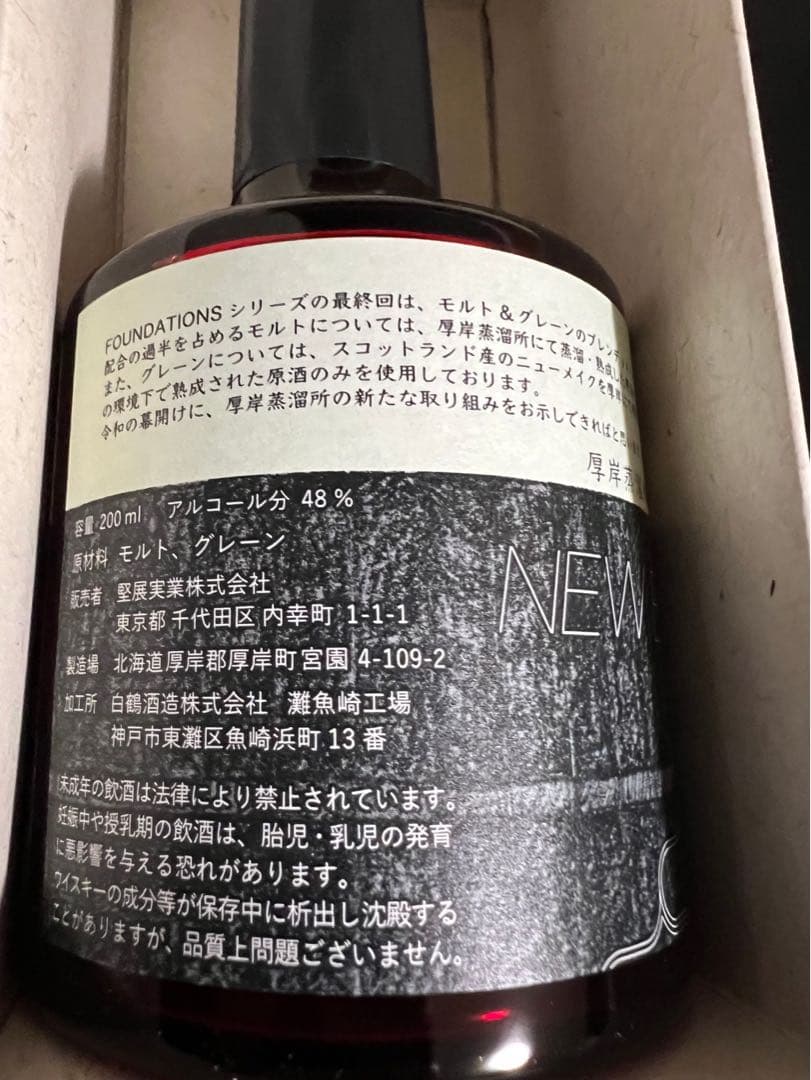 FOUNDATIONS シリーズの最終回は、モルト&グレーンのブレンデッ
配合の過半を占めるモルトについては、厚岸蒸溜所にて蒸溜・熟成し
また、グレーンについては、スコットランド産のニューメイクを厚岸
の環境下で熟成された原酒のみを使用しております。
令和の幕開けに、厚岸蒸溜所の新たな取り組みをお示しできればと思
厚岸蒸
容量 200 ml アルコール分 48 %
原材料 モルト、グレーン
販売者 堅展実業株式会社
東京都千代田区内幸町 1-1-1
製造場 北海道厚岸郡厚岸町宮園 4-109-2
加工所 白鶴酒造株式会社 灘魚崎工場
神戸市東灘区魚崎浜町 13 番
NEW
未成年の飲酒は法律により禁止されています。
妊娠中や授乳期の飲酒は、胎児・乳児の発育
に悪影響を与える恐れがあります。
ウイスキーの成分等が保存中に析出し沈殿する
ことがありますが、品質上問題ございません。